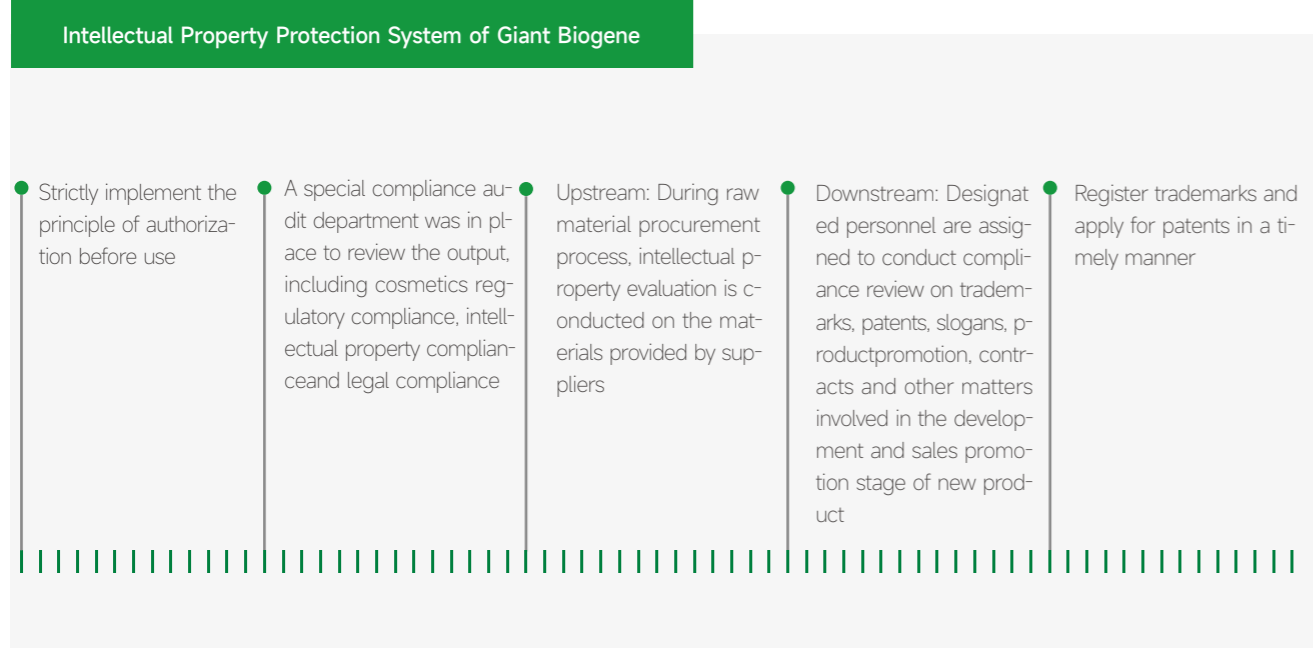 Intellectual Property Protection System of Giant Biogene
Strictly implement the
principle of authoriza-
tion before use
A special compliance au-
dit department was in pl-
ace to review the output,
including cosmetics reg-
ulatory compliance, intell-
ectual property complian-
ceand legal compliance
Upstream: During raw
material procurement
process, intellectual p-
roperty evaluation is c-
onducted on the mat-
erials provided by sup-
pliers
Downstream: Designat
ed personnel are assig-
ned to conduct compli-
ance review on tradem-
arks, patents, slogans, p-
roductpromotion, contr-
acts and other matters
involved in the develop-
ment and sales promo-
tion stage of new prod-
uct
Register trademarks and
apply for patents in a ti-
mely manner